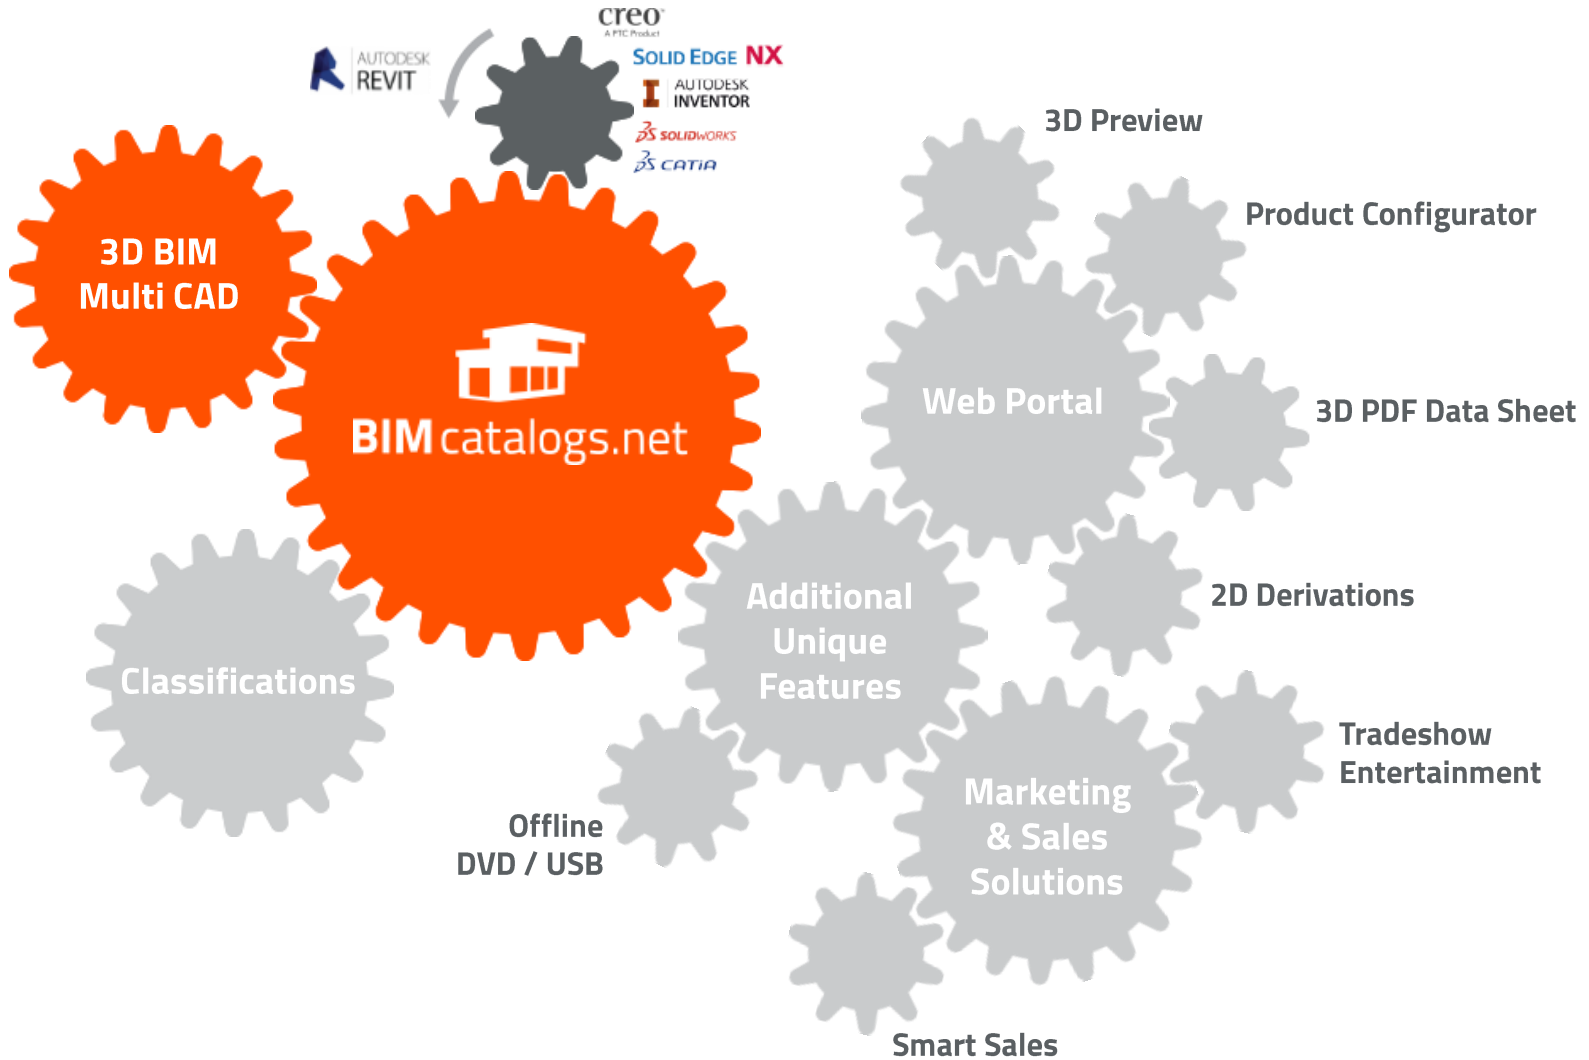 creo
A PTC Product
AUTODESK
REVIT
SOLID EDGE NX
AUTODESK
INVENTOR
SOLIDWORKS
CATIA
3D Preview
Product Configurator
3D BIM
Multi CAD
BIMcatalogs.net
Web Portal
3D PDF Data Sheet
Additional
Unique
Features
2D Derivations
Classifications
Tradeshow
Entertainment
Offline
DVD / USB
Marketing
& Sales
Solutions
Smart Sales